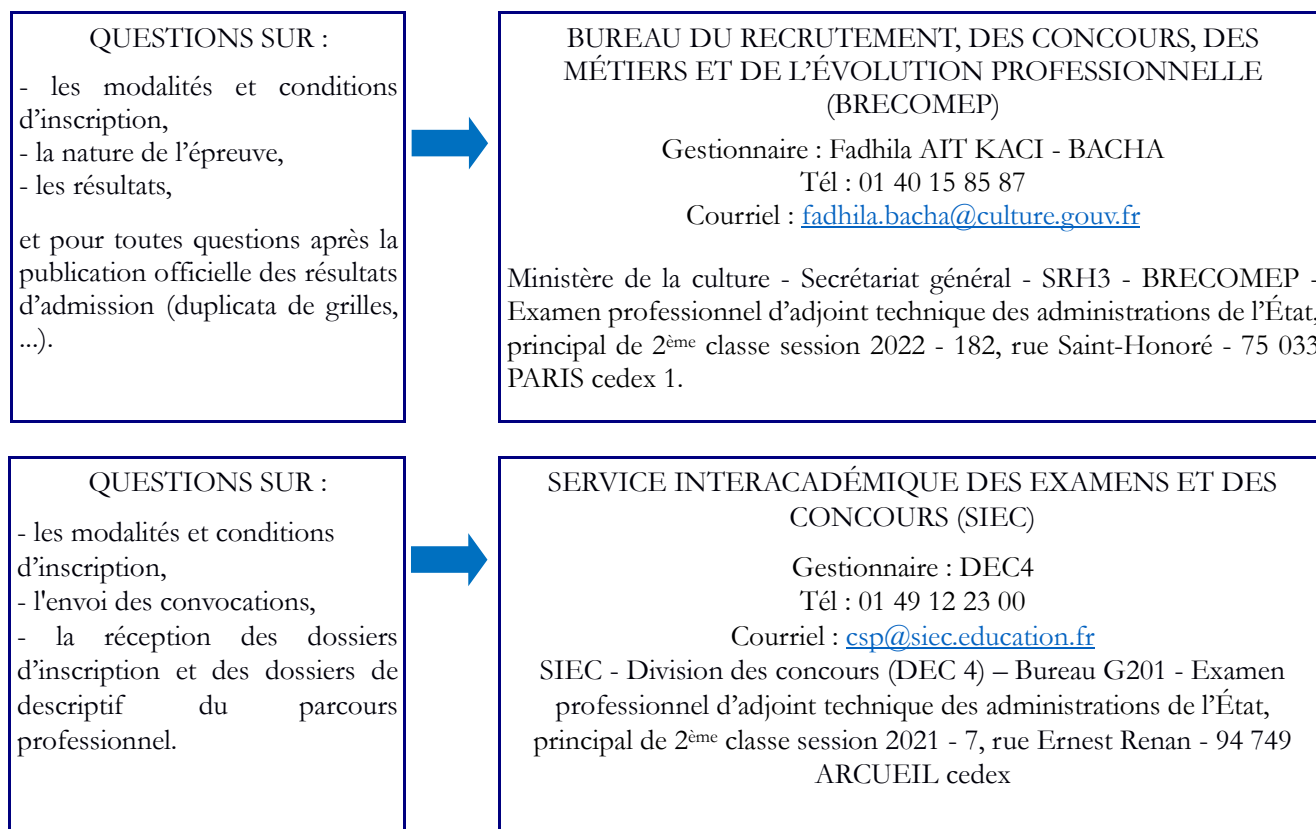 QUESTIONS SUR :
- les modalités et conditions
d’inscription,
- la nature de l’épreuve,
- les résultats,
et pour toutes questions après la
publication officielle des résultats
d’admission (duplicata de grilles,
...).
BUREAU DU RECRUTEMENT, DES CONCOURS, DES
MÉTIERS ET DE L’ÉVOLUTION PROFESSIONNELLE
(BRECOMEP)
Gestionnaire : Fadhila AIT KACI - BACHA
Tél : 01 40 15 85 87
Courriel : fadhila.bacha@culture.gouv.fr
Ministère de la culture - Secrétariat général - SRH3 - BRECOMEP -
Examen professionnel d’adjoint technique des administrations de l’État,
principal de 2ème classe session 2022 - 182, rue Saint-Honoré - 75 033
PARIS cedex 1.
QUESTIONS SUR :
- les modalités et conditions
d’inscription,
- l'envoi des convocations,
- la réception des dossiers
d’inscription et des dossiers de
descriptif du parcours
professionnel.
SERVICE INTERACADÉMIQUE DES EXAMENS ET DES
CONCOURS (SIEC)
Gestionnaire : DEC4
Tél : 01 49 12 23 00
Courriel : csp@siec.education.fr
SIEC - Division des concours (DEC 4) – Bureau G201 - Examen
professionnel d’adjoint technique des administrations de l’État,
principal de 2ème classe session 2021 - 7, rue Ernest Renan - 94 749
ARCUEIL cedex